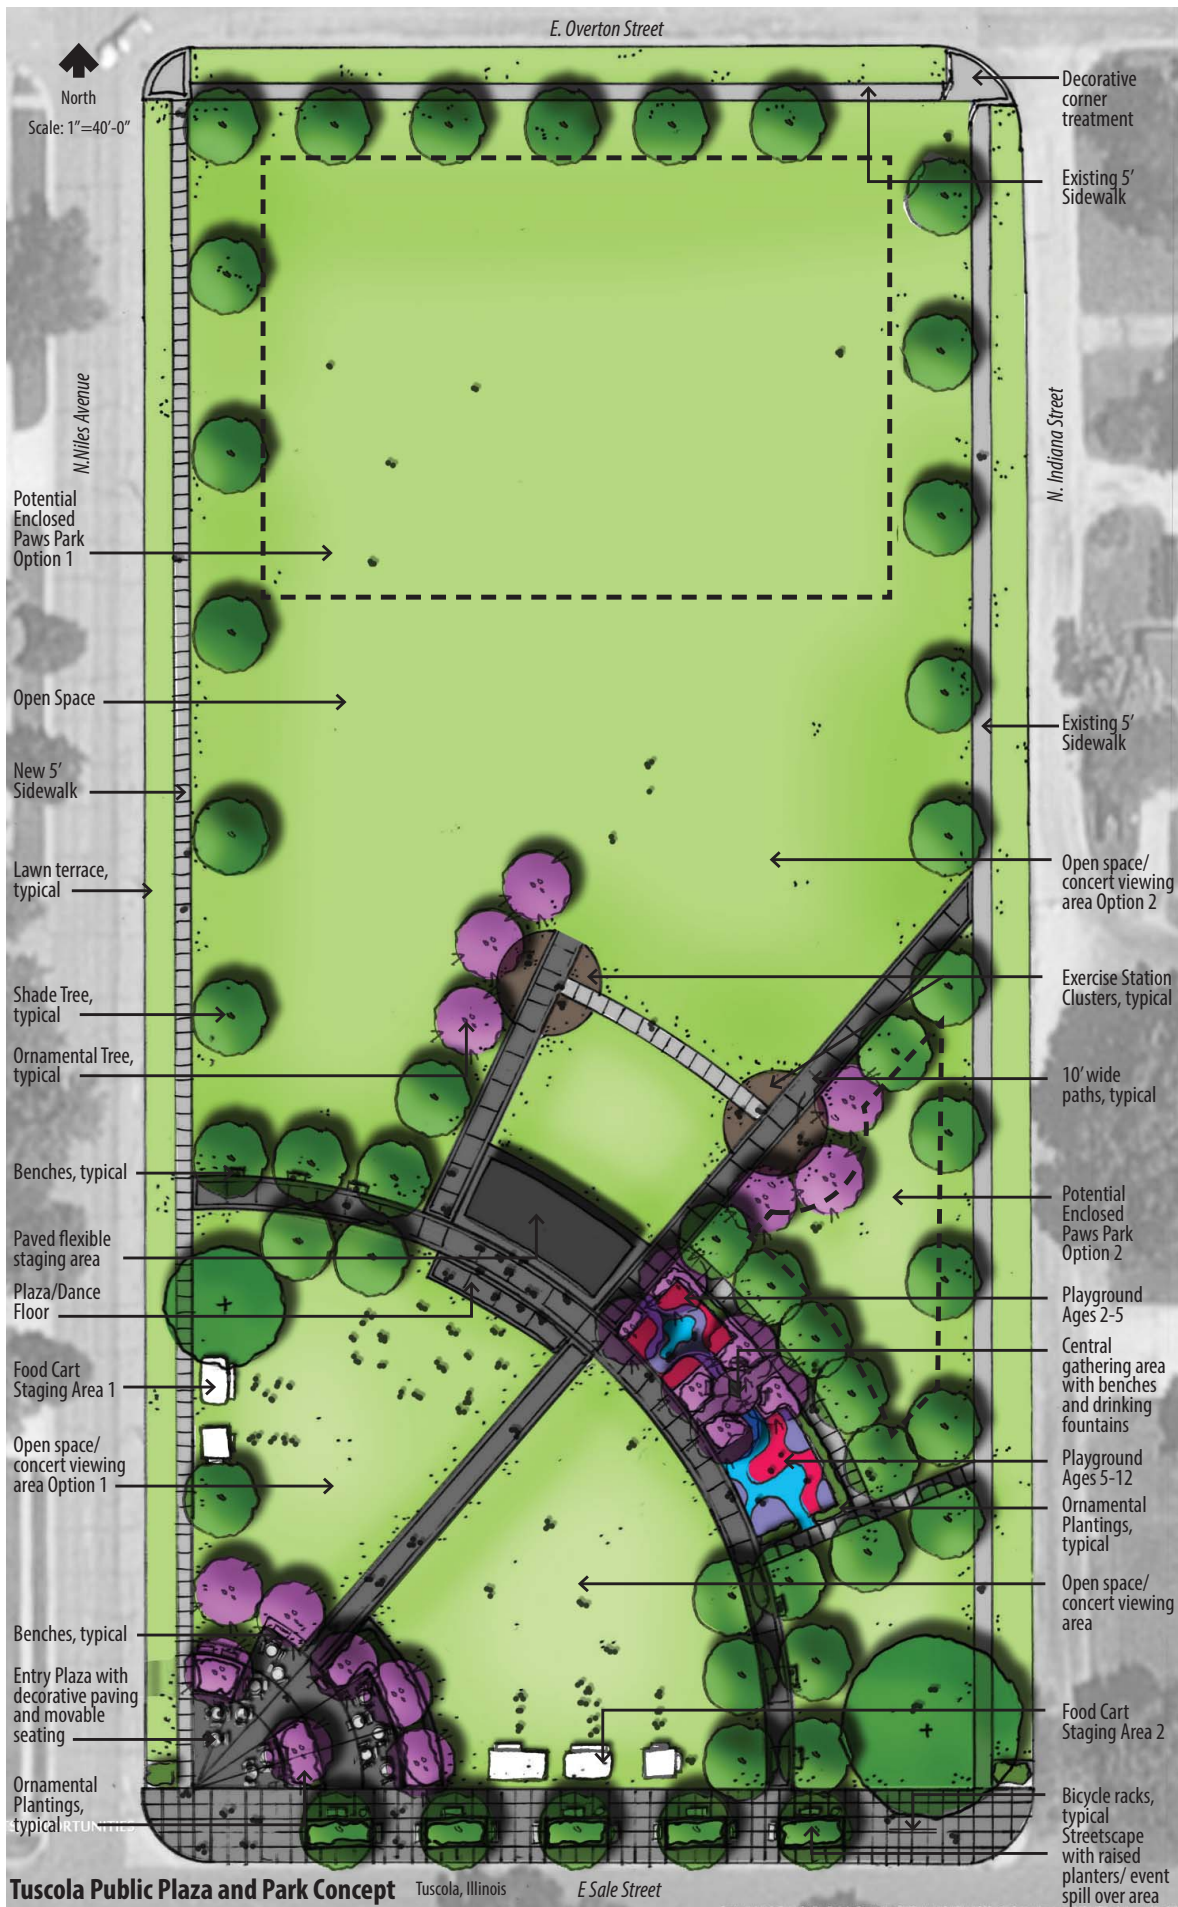 E. Overton Street
North
Scale: 1"=40'-0"
Decorative
corner
treatment
Existing 5'
Sidewalk
N.Niles Avenue
N. Indiana Street
Potential
Enclosed
Paws Park
Option 1
Open Space
Existing 5'
Sidewalk
New 5'
Sidewalk
Lawn terrace,
typical
Open space/
concert viewing
area Option 2
Shade Tree,
typical
Exercise Station
Clusters, typical
Ornamental Tree,
typical
10' wide
paths, typical
Benches, typical
Potential
Enclosed
Paws Park
Option 2
Paved flexible
staging area
Plaza/Dance
Floor
Playground
Ages 2-5
Food Cart
Staging Area 1
Central
gathering area
with benches
and drinking
fountains
Open space/
concert viewing
area Option 1
Playground
Ages 5-12
Ornamental
Plantings,
typical
Open space/
concert viewing
area
Benches, typical
Entry Plaza with
decorative paving
and movable
seating
Food Cart
Staging Area 2
Ornamental
Plantings,
typical
Bicycle racks,
typical
Streetscape
with raised
planters/ event
spill over area
Tuscola Public Plaza and Park Concept Tuscola, Illinois
E Sale Street